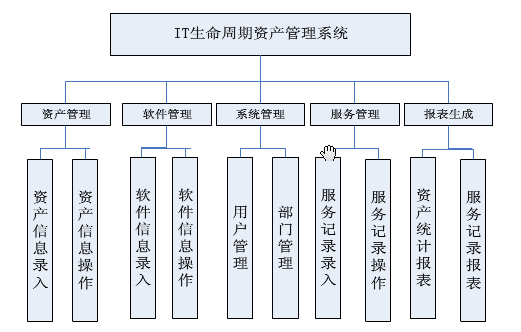 IT生命周期资产管理系统
资产管理
软件管理
系统管理
服务管理
报表生成
资产信息录入
资产信息操作
软件信息录入
软件信息操作
用户管理
部门管理
服务记录录入
服务记录操作
资产统计报表
服务记录报表